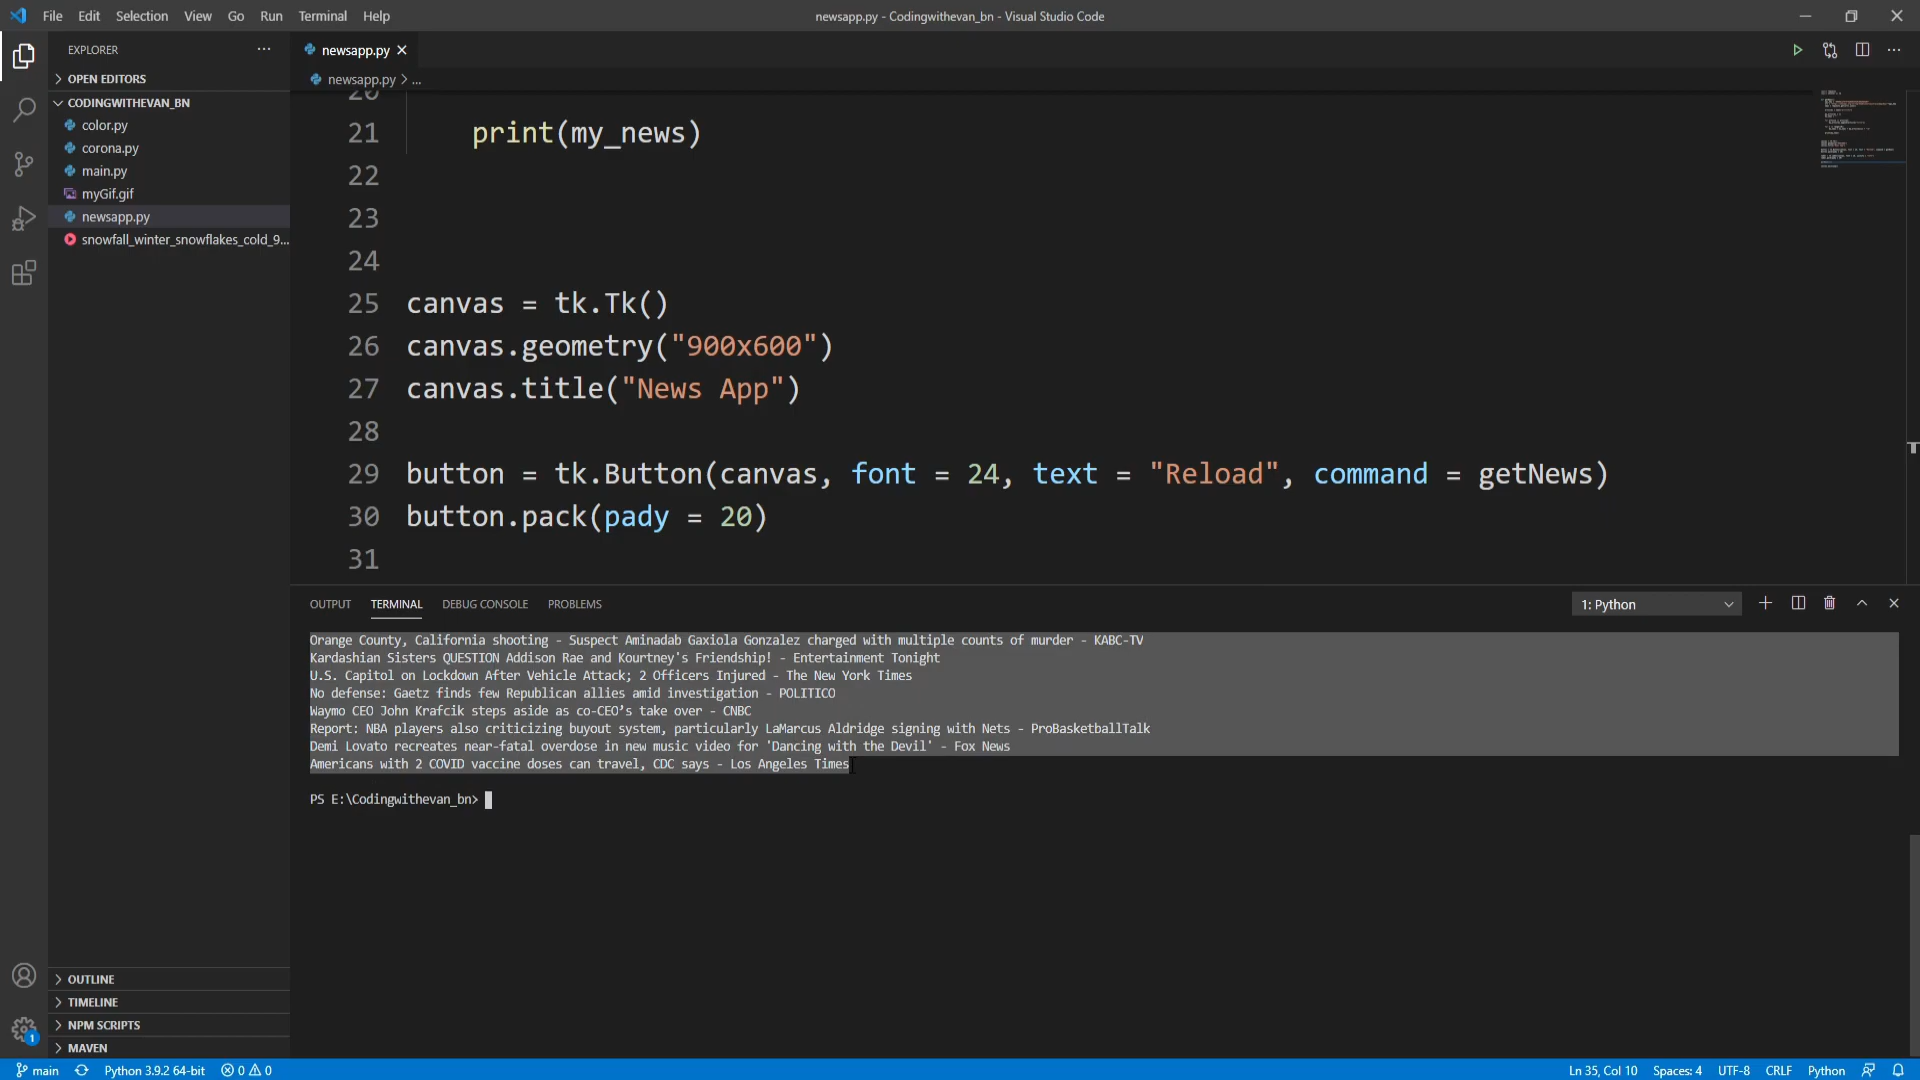 File Edit Selection View Go Run Terminal Help
newsapp.py - Codingwithevan_bn - Visual Studio Code
EXPLORER
OPEN EDITORS
CODINGWITHEVAN_BN
color.py
corona.py
main.py
myGif.gif
newsapp.py
snowfall_winter_snowflakes_cold_9...
OUTLINE
TIMELINE
NPM SCRIPTS
MAVEN
newsapp.py
newsapp.py > ...
20
21 print(my_news)
22
23
24
25 canvas = tk.Tk()
26 canvas.geometry("900x600")
27 canvas.title("News App")
28
29 button = tk.Button(canvas, font = 24, text = "Reload", command = getNews)
30 button.pack(pady = 20)
31
OUTPUT TERMINAL DEBUG CONSOLE PROBLEMS
1: Python
Orange County, California shooting - Suspect Aminadab Gaxiola Gonzalez charged with multiple counts of murder - KABC-TV
Kardashian Sisters QUESTION Addison Rae and Kourtney's Friendship! - Entertainment Tonight
U.S. Capitol on Lockdown After Vehicle Attack; 2 Officers Injured - The New York Times
No defense: Gaetz finds few Republican allies amid investigation - POLITICO
Waymo CEO John Krafcik steps aside as co-CEO’s take over - CNBC
Report: NBA players also criticizing buyout system, particularly LaMarcus Aldridge signing with Nets - ProBasketballTalk
Demi Lovato recreates near-fatal overdose in new music video for 'Dancing with the Devil' - Fox News
Americans with 2 COVID vaccine doses can travel, CDC says - Los Angeles Times
PS E:\Codingwithevan_bn>
1
main Python 3.9.2 64-bit 0 0
Ln 35, Col 10 Spaces: 4 UTF-8 CRLF Python